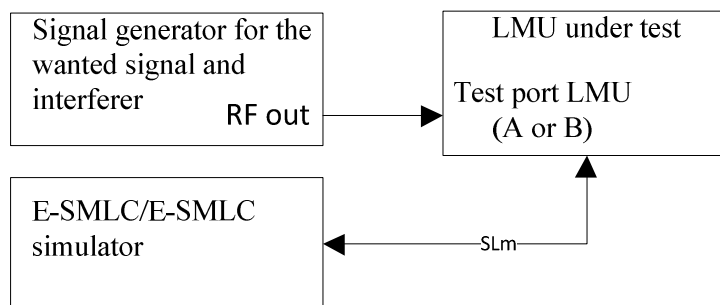 Signal generator for the
wanted signal and
interferer
RF out
LMU under test
Test port LMU
(A or B)
E-SMLC/E-SMLC
simulator
SLm